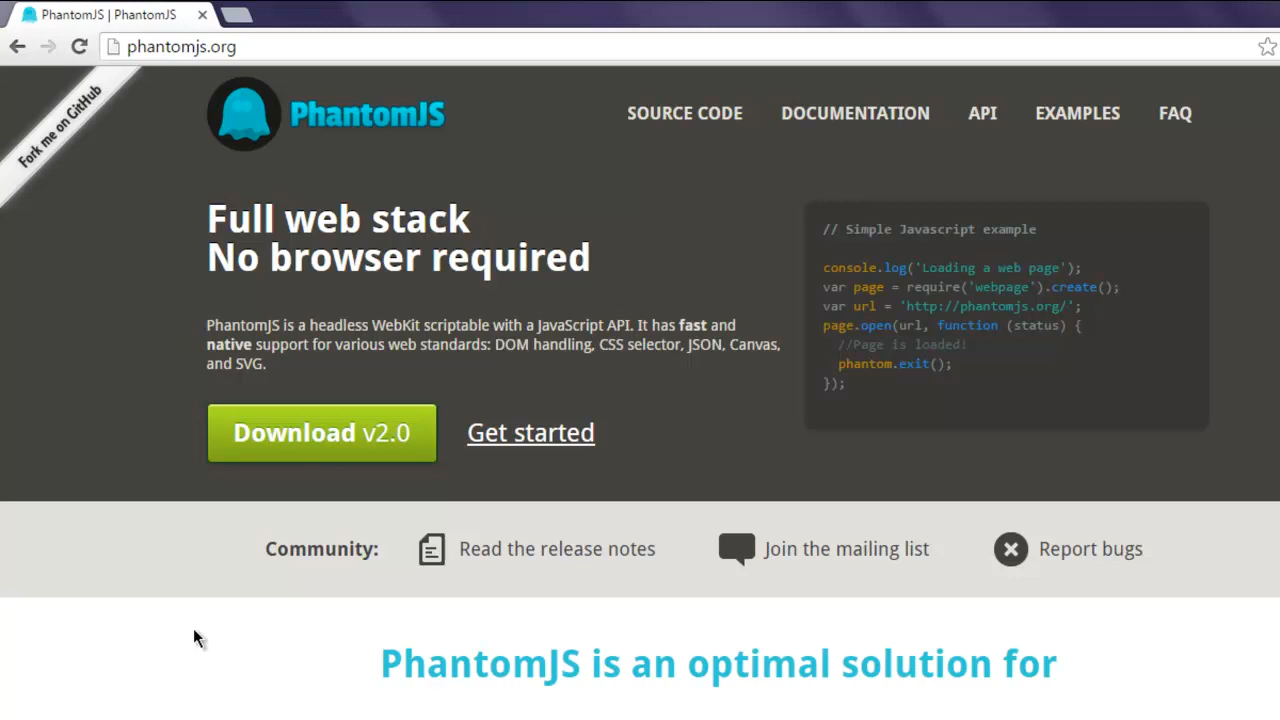 PhantomJS | PhantomJS
phantomjs.org
Fork me on GitHub
PhantomJS
SOURCE CODE DOCUMENTATION API EXAMPLES FAQ
Full web stack
No browser required
PhantomJS is a headless WebKit scriptable with a JavaScript API. It has fast and
native support for various web standards: DOM handling, CSS selector, JSON, Canvas,
and SVG.
Download v2.0
Get started
// Simple Javascript example
console.log('Loading a web page');
var page = require('webpage').create();
var url = 'http://phantomjs.org/';
page.open(url, function (status) {
//Page is loaded!
phantom.exit();
});
Community: Read the release notes Join the mailing list Report bugs
PhantomJS is an optimal solution for